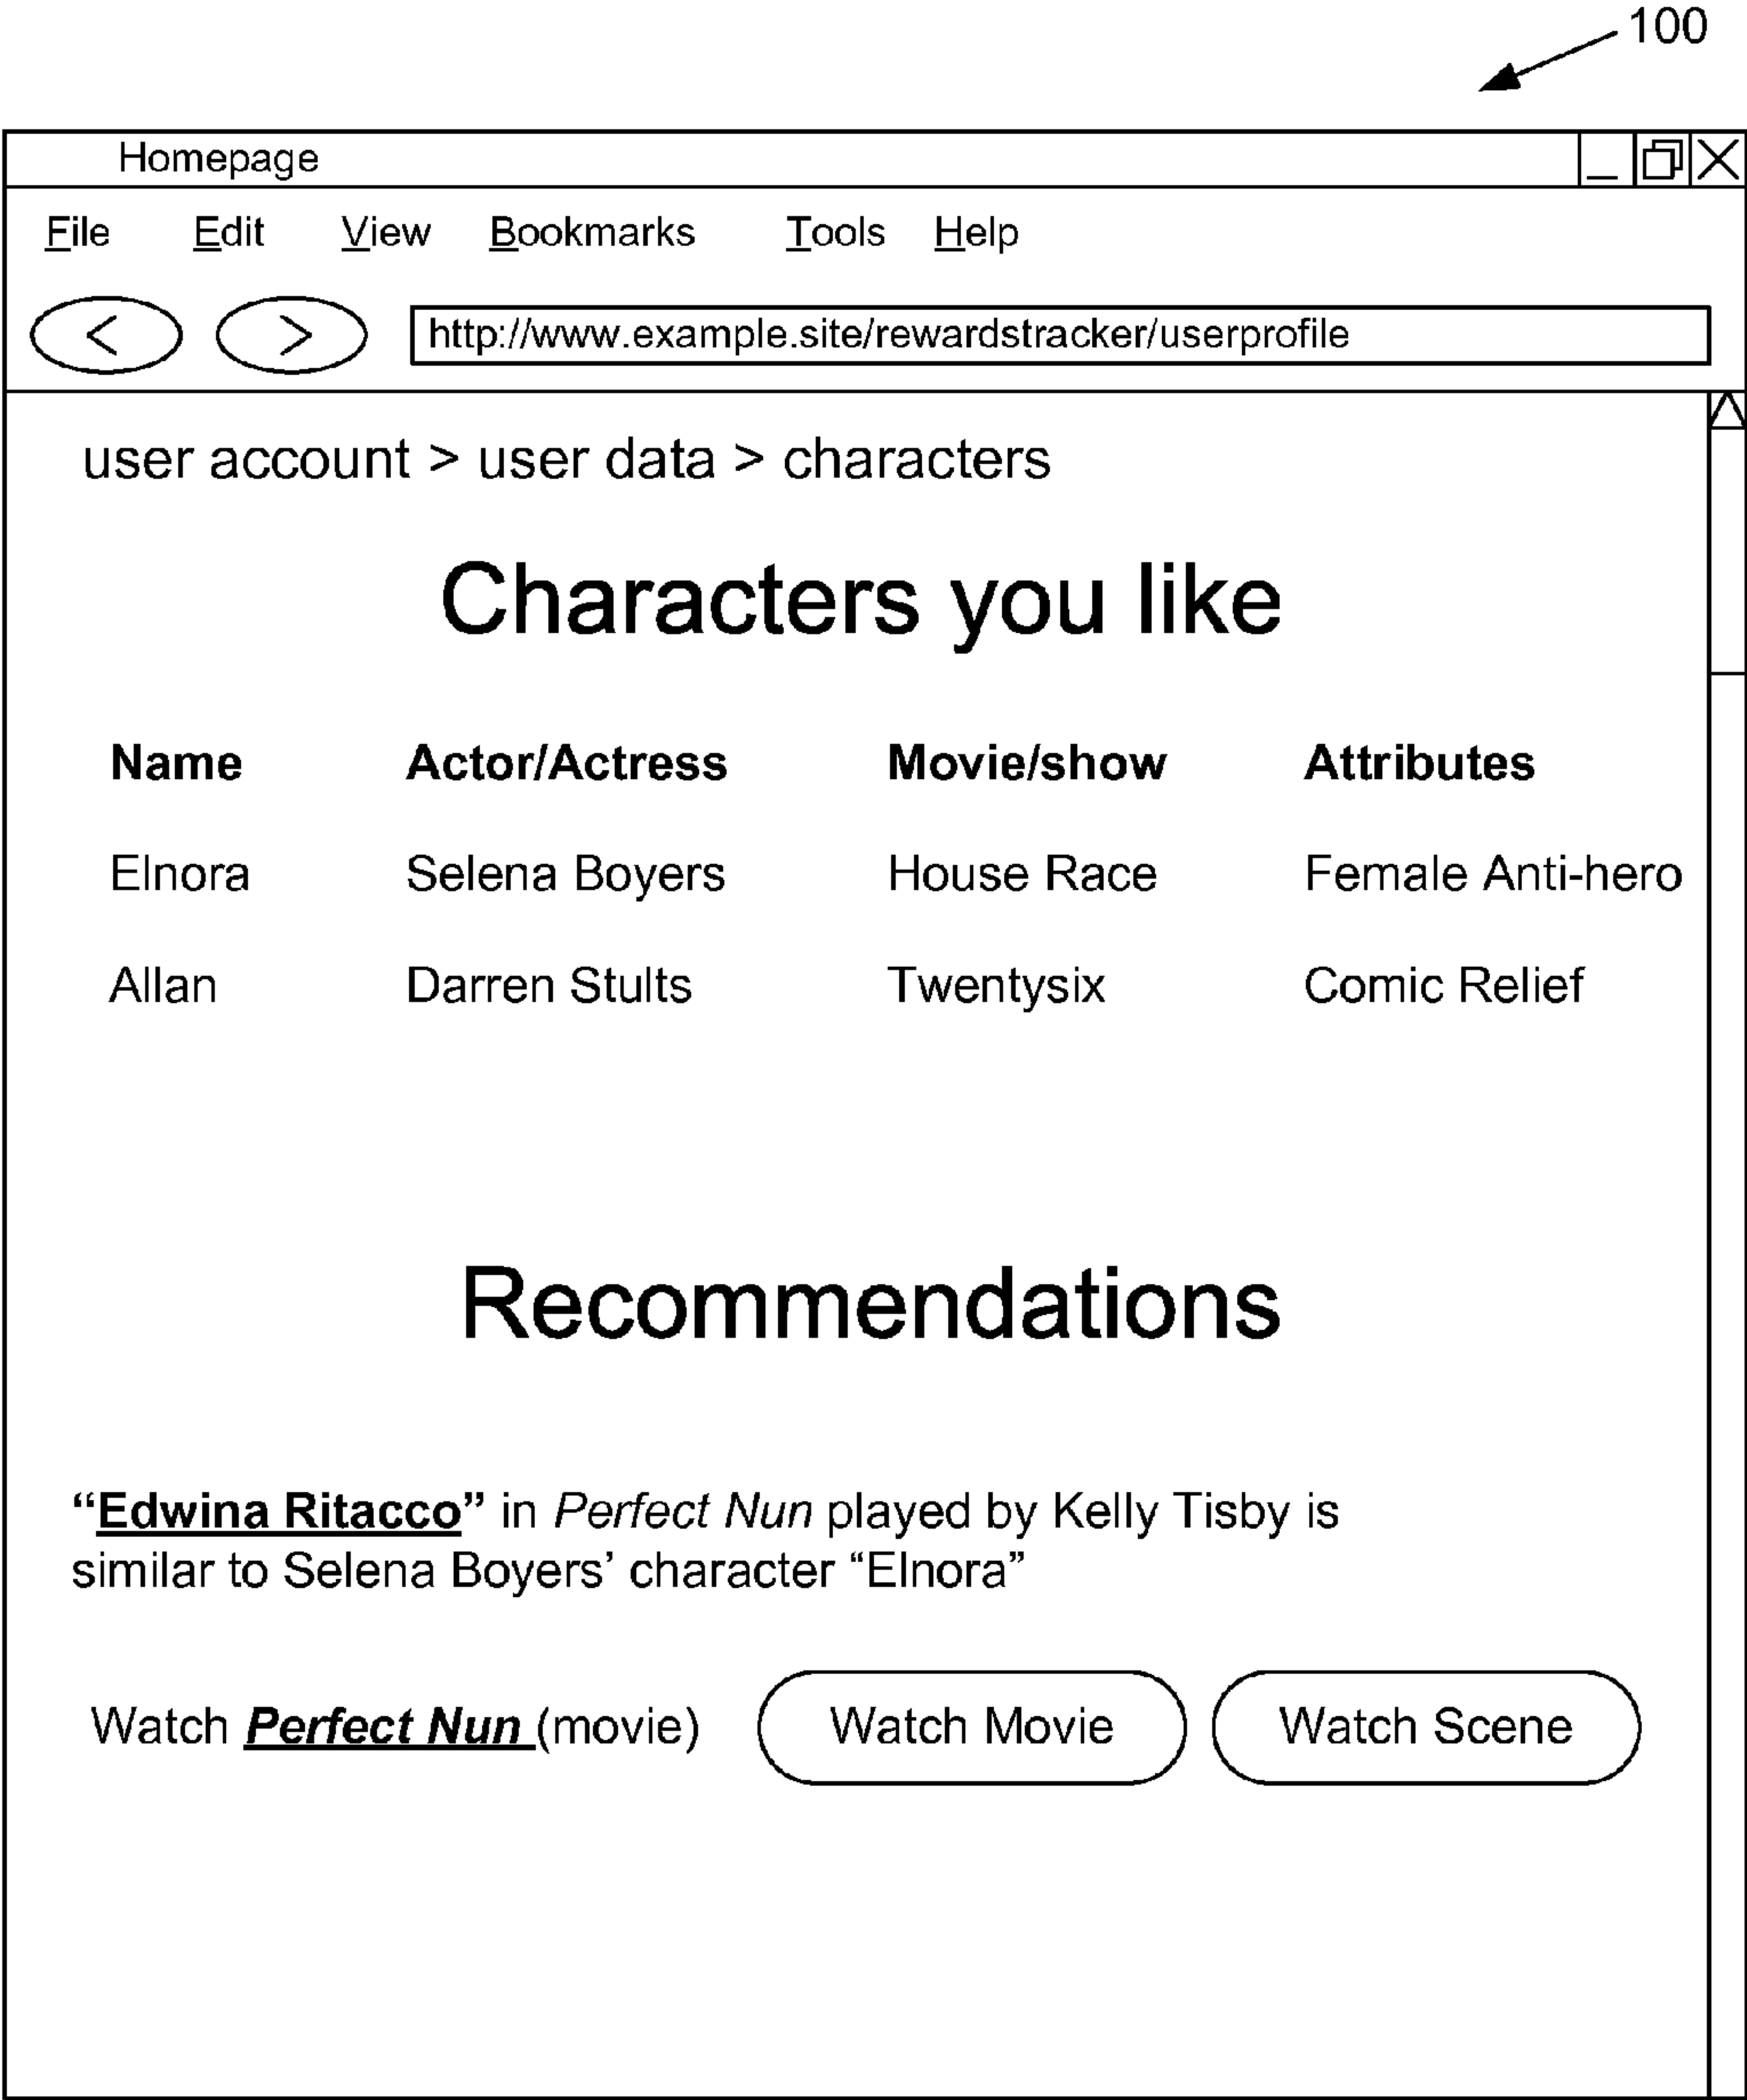 100
Homepage
File Edit View Bookmarks Tools Help
< > http://www.example.site/rewardstracker/userprofile
user account > user data > characters
Characters you like
Name Actor/Actress Movie/show Attributes
Elnora Selena Boyers House Race Female Anti-hero
Allan Darren Stults Twentysix Comic Relief
Recommendations
“Edwina Ritacco” in Perfect Nun played by Kelly Tisby is
similar to Selena Boyers’ character “Elnora”
Watch Perfect Nun (movie) Watch Movie Watch Scene